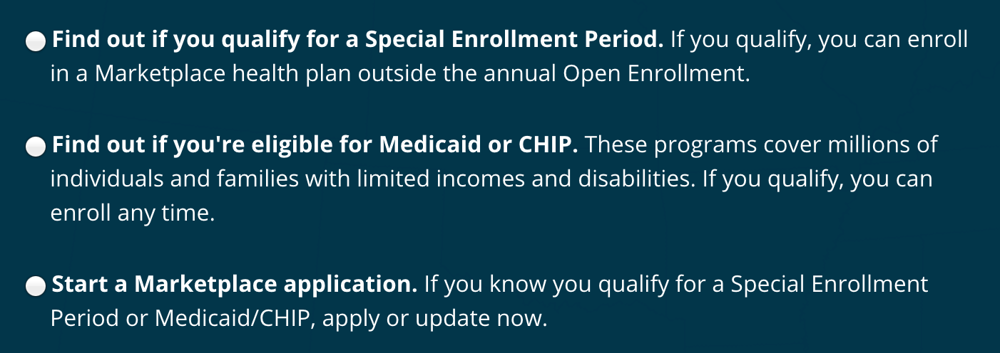 Find out if you qualify for a Special Enrollment Period. If you qualify, you can enroll
in a Marketplace health plan outside the annual Open Enrollment.
Find out if you're eligible for Medicaid or CHIP. These programs cover millions of
individuals and families with limited incomes and disabilities. If you qualify, you can
enroll any time.
Start a Marketplace application. If you know you qualify for a Special Enrollment
Period or Medicaid/CHIP, apply or update now.